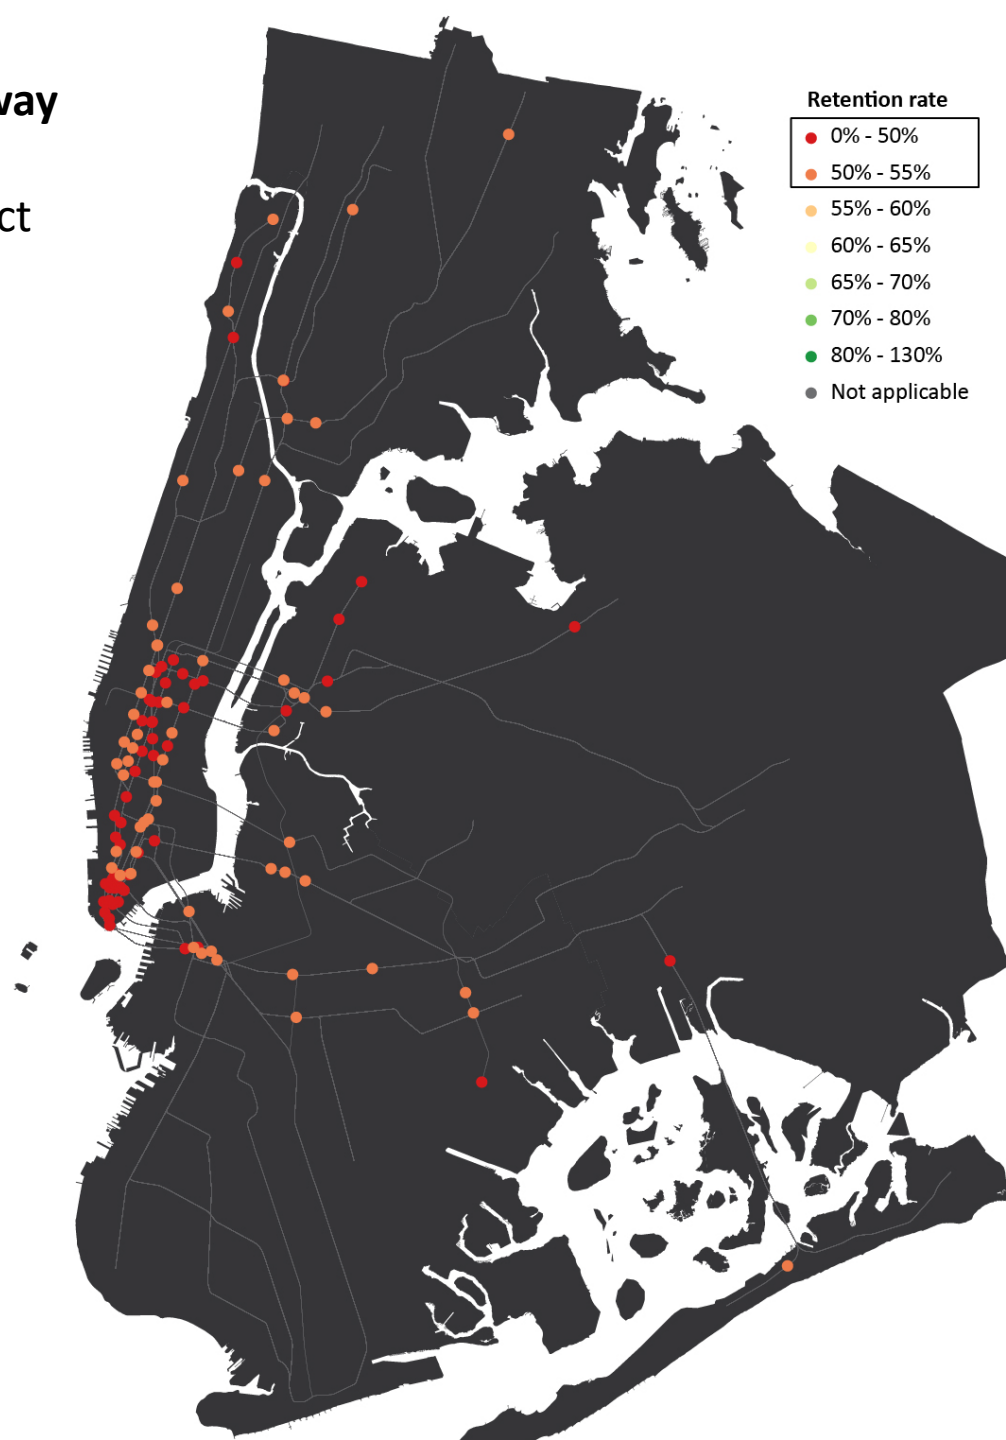 way
ct
Retention rate
0% - 50%
50% - 55%
55% - 60%
60% - 65%
65% - 70%
70% - 80%
80% - 130%
Not applicable